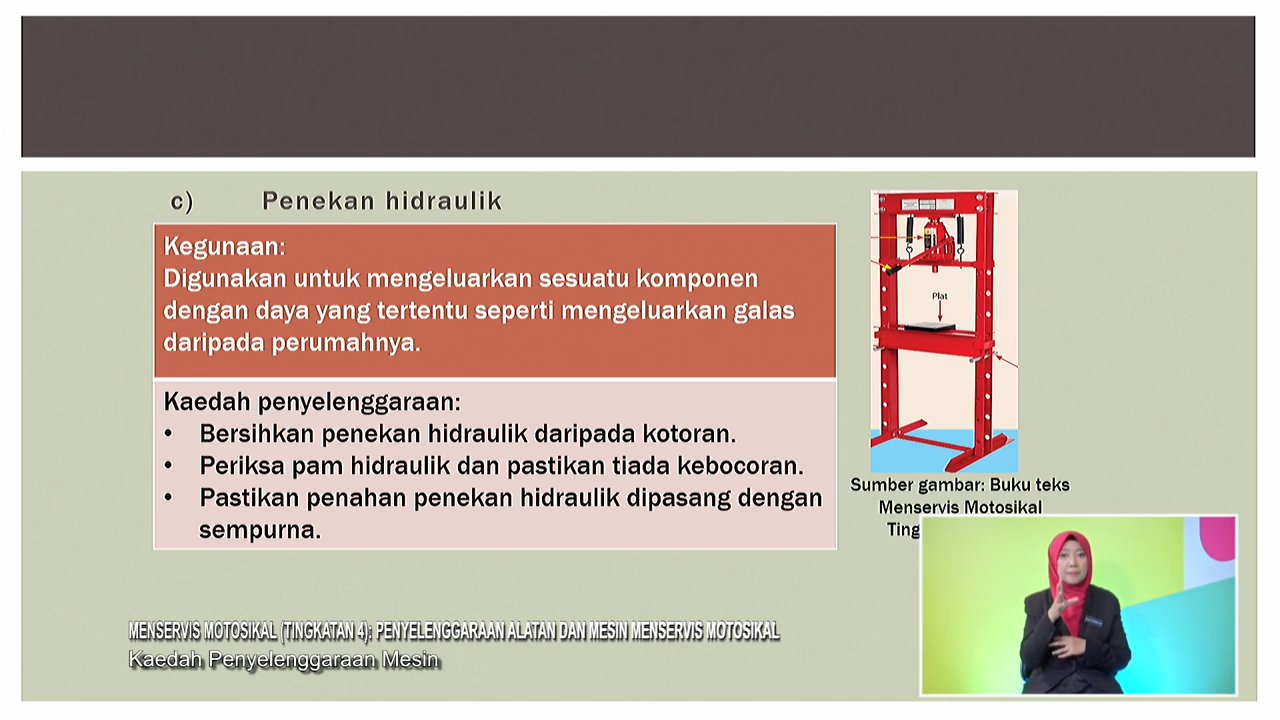 c) Penekan hidraulik
Kegunaan:
Digunakan untuk mengeluarkan sesuatu komponen
dengan daya yang tertentu seperti mengeluarkan galas
daripada perumahnya.
Kaedah penyelenggaraan:
• Bersihkan penekan hidraulik daripada kotoran.
• Periksa pam hidraulik dan pastikan tiada kebocoran.
• Pastikan penahan penekan hidraulik dipasang dengan
sempurna.
Plat
Sumber gambar: Buku teks
Menservis Motosikal
Ting
MENSERVIS MOTOSIKAL (TINGKATAN 4): PENYELENGGARAAN ALATAN DAN MESIN MENSERVIS MOTOSIKAL
Kaedah Penyelenggaraan Mesin